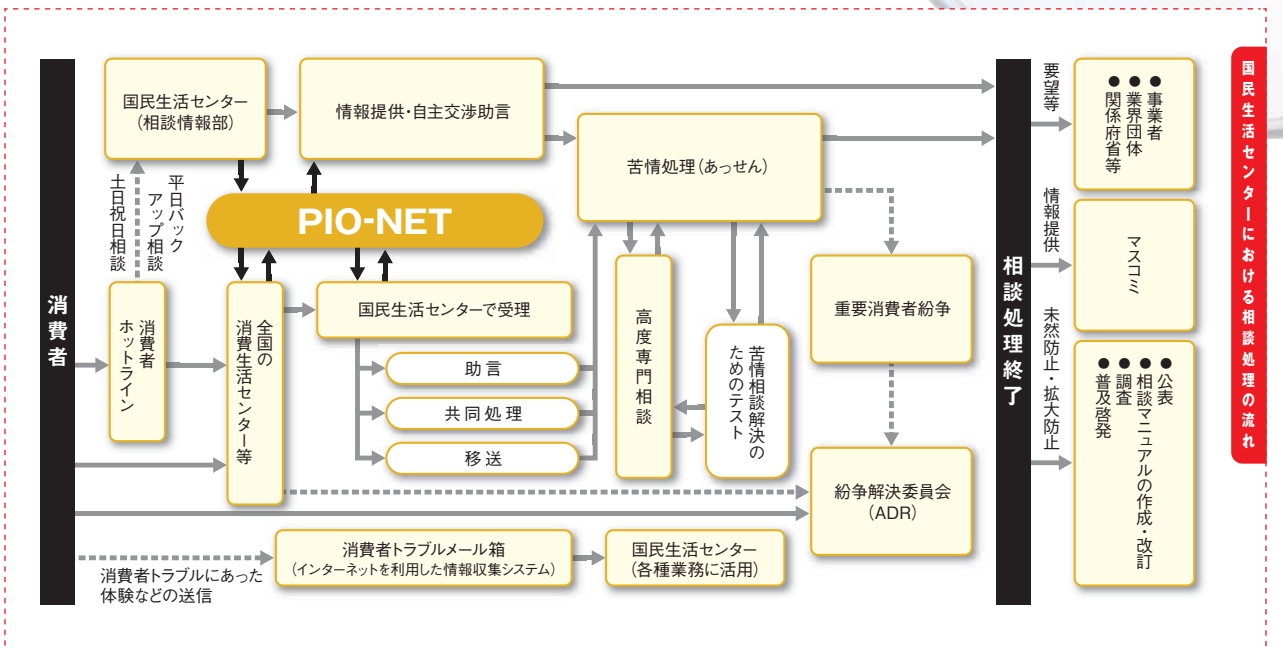 国民生活センターにおける相談処理の流れ
消費者
国民生活センター
(相談情報部)
情報提供・自主交渉助言
苦情処理(あっせん)
平日バック
アップ相談
土日祝日相談
PIO-NET
消費者
ホットライン
全国の
消費生活センター等
国民生活センターで受理
助言
共同処理
移送
高度専門相談
苦情相談解決の
ためのテスト
重要消費者紛争
紛争解決委員会
(ADR)
消費者トラブルにあった
体験などの送信
消費者トラブルメール箱
(インターネットを利用した情報収集システム)
国民生活センター
(各種業務に活用)
相談処理終了
要望等
●事業者
●業界団体
●関係府省等
情報提供
マスコミ
未然防止・拡大防止
●公表
●相談マニュアルの作成・改訂
●調査
●普及啓発